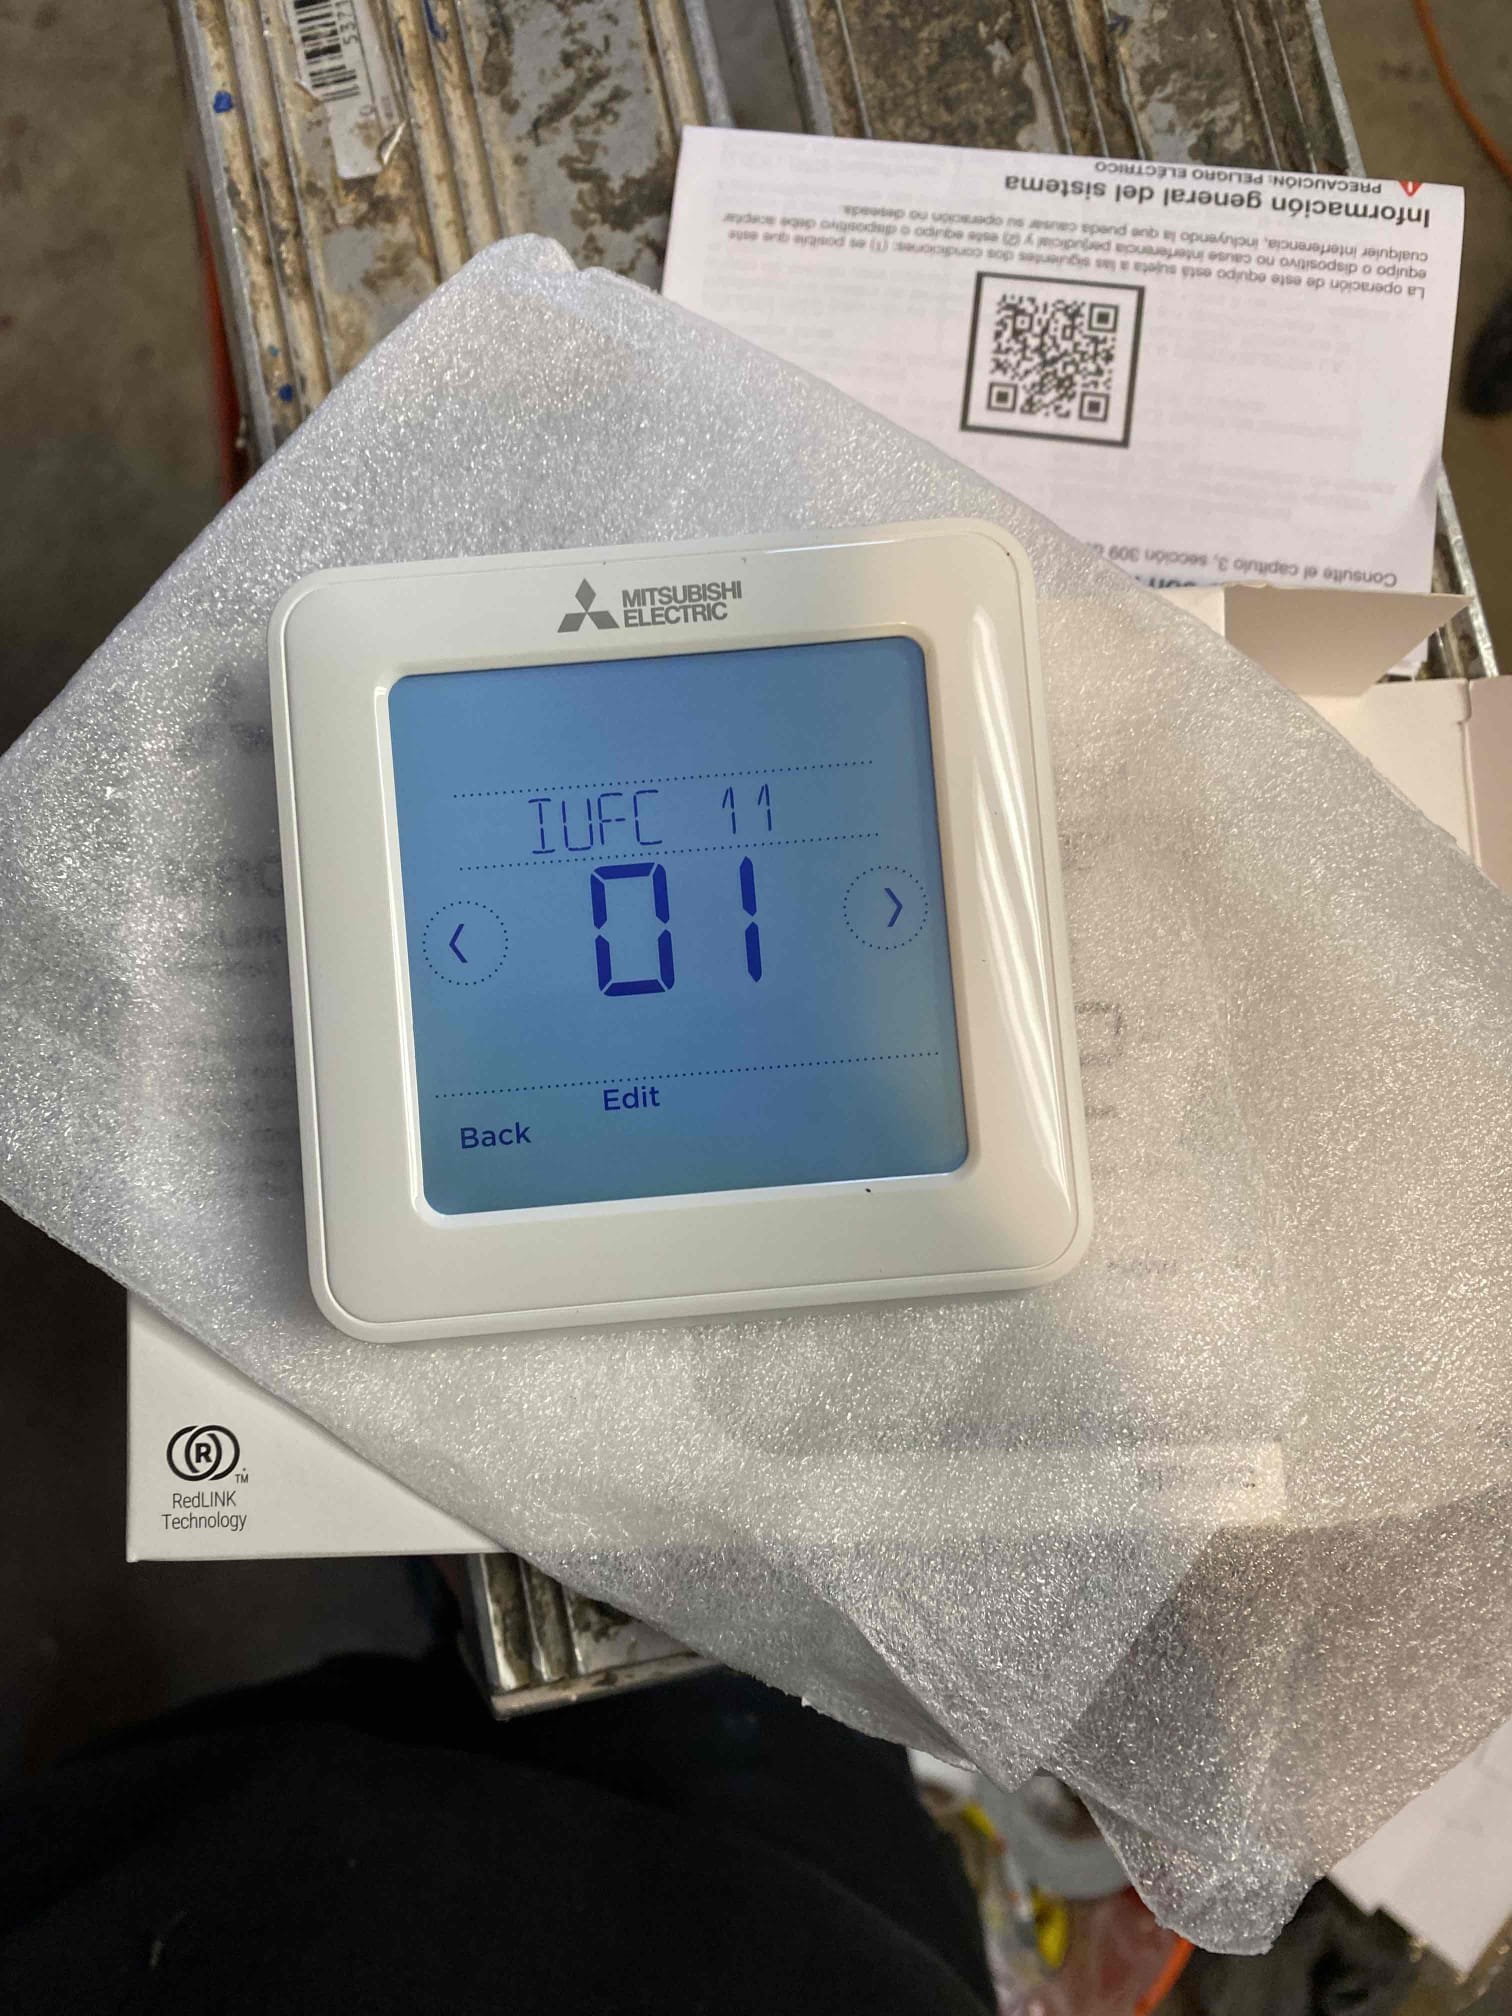 5371
PRECAUCIÓN: PELIGRO ELÉCTRICO
Información general del sistema
cualquier interferencia, incluyendo la que pueda causar su operación no deseada.
equipo o dispositivo no cause interferencia perjudicial y (2) este equipo o dispositivo debe aceptar
La operación de este equipo está sujeta a las siguientes dos condiciones: (1) es posible que este
Consulte el capítulo 3, sección 309
MITSUBISHI
ELECTRIC
IUFC 11
01
Edit
Back
R
TM
RedLINK
Technology